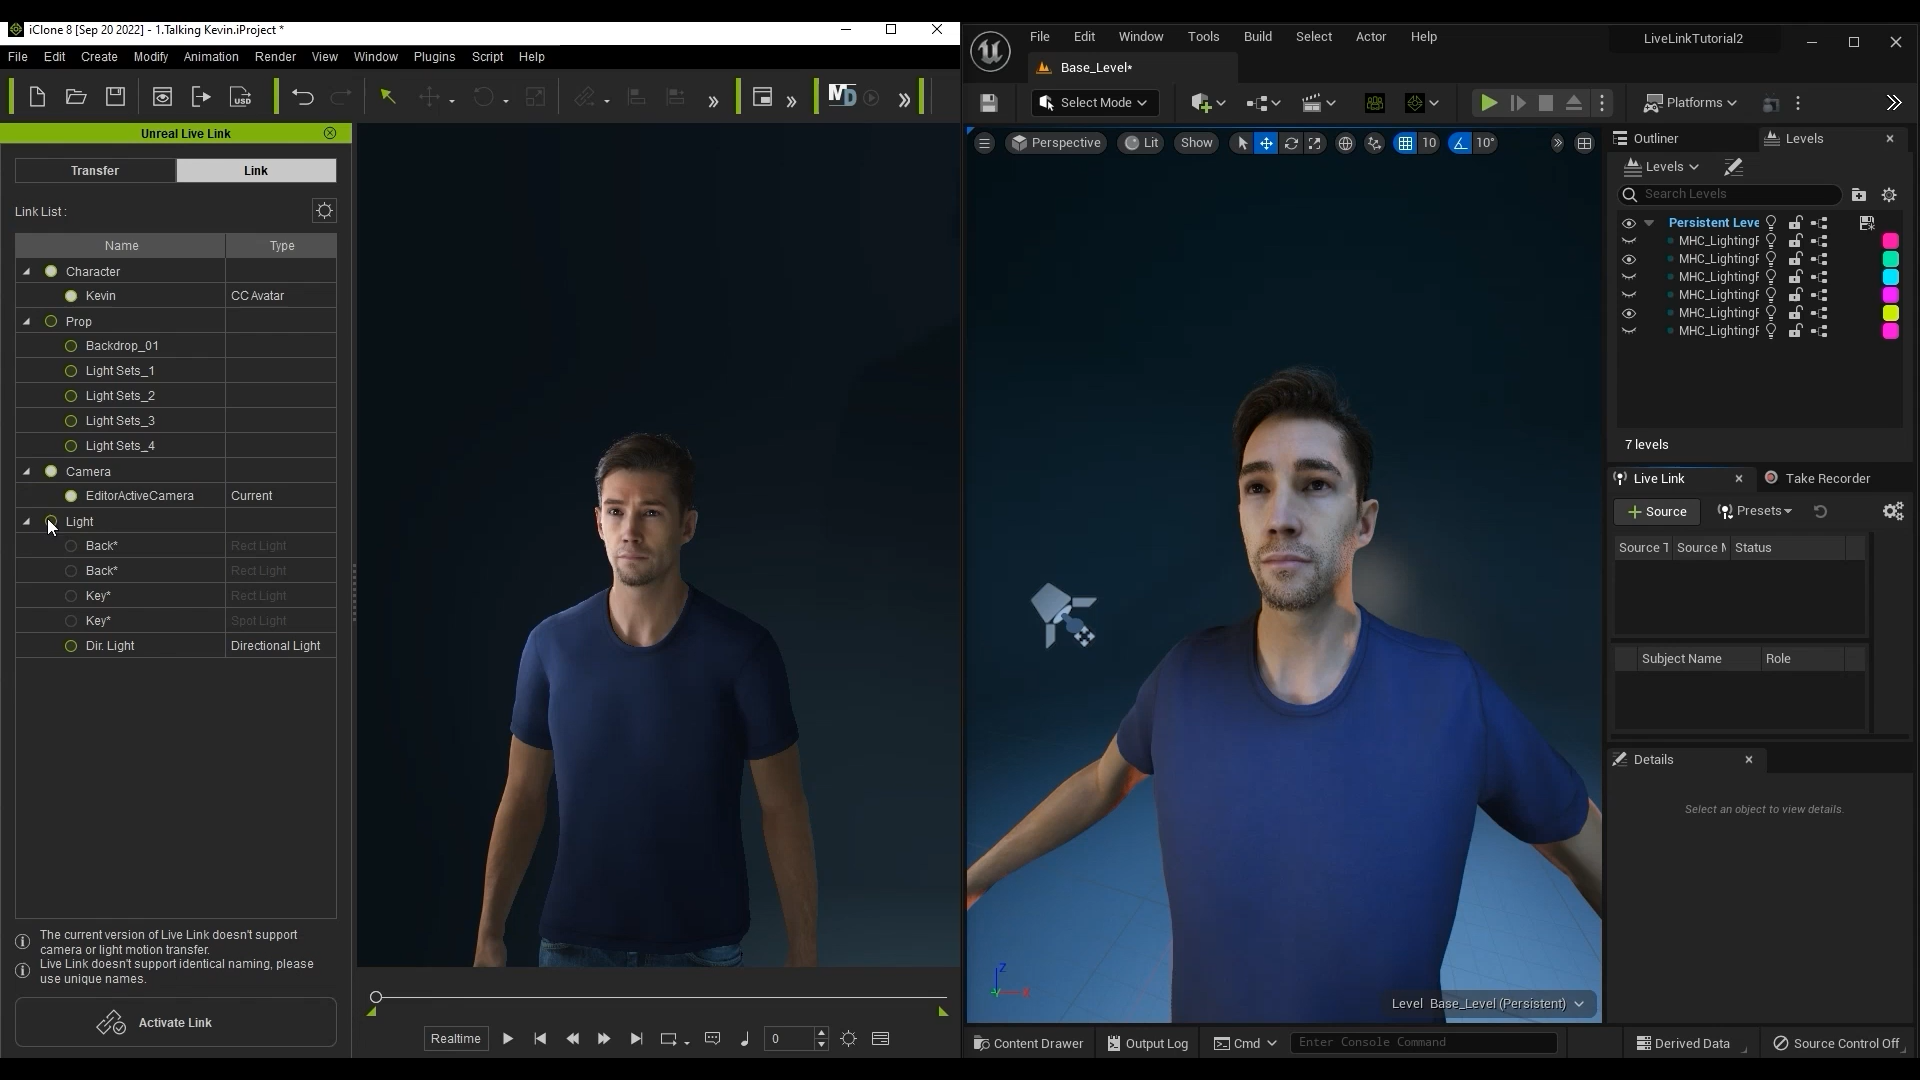 iClone 8 [Sep 20 2022] - 1.Talking Kevin.iProject *
File Edit Create Modify Animation Render View Window Plugins Script Help
USD
MD
Unreal Live Link
Transfer Link
Link List :
Name Type
Character
Kevin CC Avatar
Prop
Backdrop_01
Light Sets_1
Light Sets_2
Light Sets_3
Light Sets_4
Camera
EditorActiveCamera Current
Light
Back* Rect Light
Back* Rect Light
Key* Rect Light
Key* Spot Light
Dir. Light Directional Light
The current version of Live Link doesn't support
camera or light motion transfer.
Live Link doesn't support identical naming, please
use unique names.
Activate Link
Realtime 0
File Edit Window Tools Build Select Actor Help
LiveLinkTutorial2
Base_Level*
Select Mode Platforms
Perspective Lit Show 10 10°
Z
X
Y
Level Base_Level (Persistent)
Outliner Levels
Levels
Search Levels
Persistent Leve
MHC_LightingF
MHC_LightingF
MHC_LightingF
MHC_LightingF
MHC_LightingF
MHC_LightingF
7 levels
Live Link Take Recorder
Source Presets
Source T Source M Status
Subject Name Role
Details
Select an object to view details.
Content Drawer Output Log Cmd Enter Console Command Derived Data Source Control Off